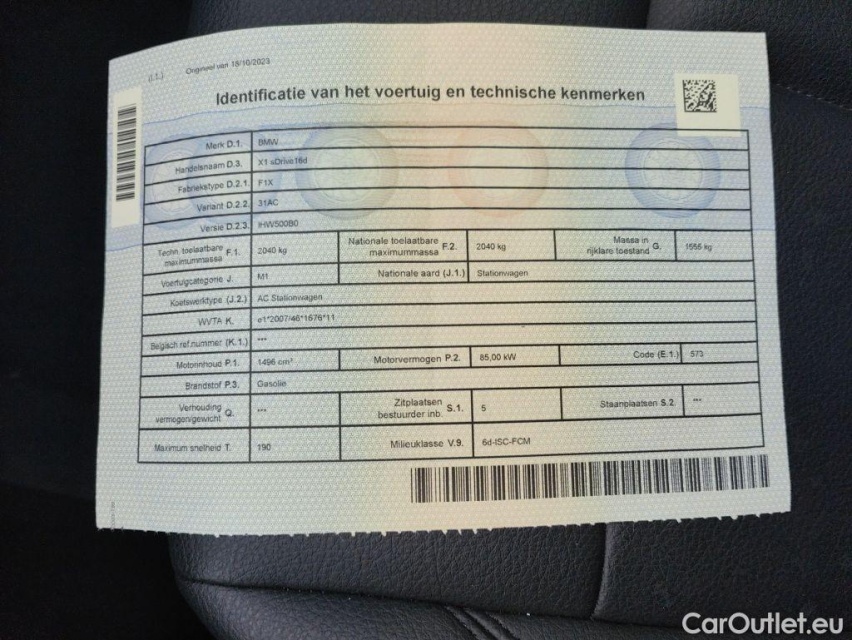 (I.1.) Origineel van 18/10/2023
Identificatie van het voertuig en technische kenmerken
Merk D.1. BMW
Handelsnaam D.3. X1 sDrive16d
Fabriekstype D.2.1. F1X
Variant D.2.2. 31AC
Versie D.2.3. IHW500B0
Techn. toelaatbare maximummassa F.1. 2040 kg Nationale toelaatbare maximummassa F.2. 2040 kg Massa in rijklare toestand G. 1555 kg
Voertuigcategorie J. M1 Nationale aard (J.1.) Stationwagen
Koetswerktype (J.2.) AC Stationwagen
WVTA K. e1*2007/46*1676*11
Belgisch ref.nummer (K.1.) ***
Motorinhoud P.1. 1496 cm³ Motorvermogen P.2. 85,00 kW Code (E.1.) 573
Brandstof P.3. Gasolie
Verhouding vermogen/gewicht Q. *** Zitplaatsen bestuurder inb. S.1. 5 Staanplaatsen S.2. ***
Maximum snelheid T. 190 Milieuklasse V.9. 6d-ISC-FCM
CarOutlet.eu